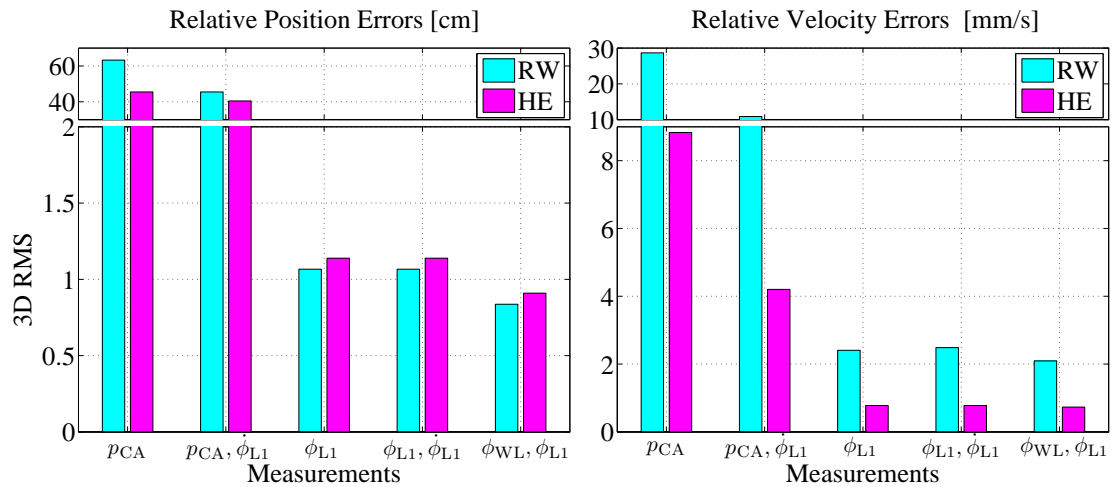 Relative Position Errors [cm]
60
40
2
1.5
1
0.5
0
3D RMS
RW
HE
p_CA
p_CA, ϕ̇_L1
ϕ_L1
ϕ_L1, ϕ̇_L1
ϕ_WL, ϕ_L1
Measurements
Relative Velocity Errors [mm/s]
30
20
10
8
6
4
2
0
RW
HE
p_CA
p_CA, ϕ̇_L1
ϕ_L1
ϕ_L1, ϕ̇_L1
ϕ_WL, ϕ_L1
Measurements